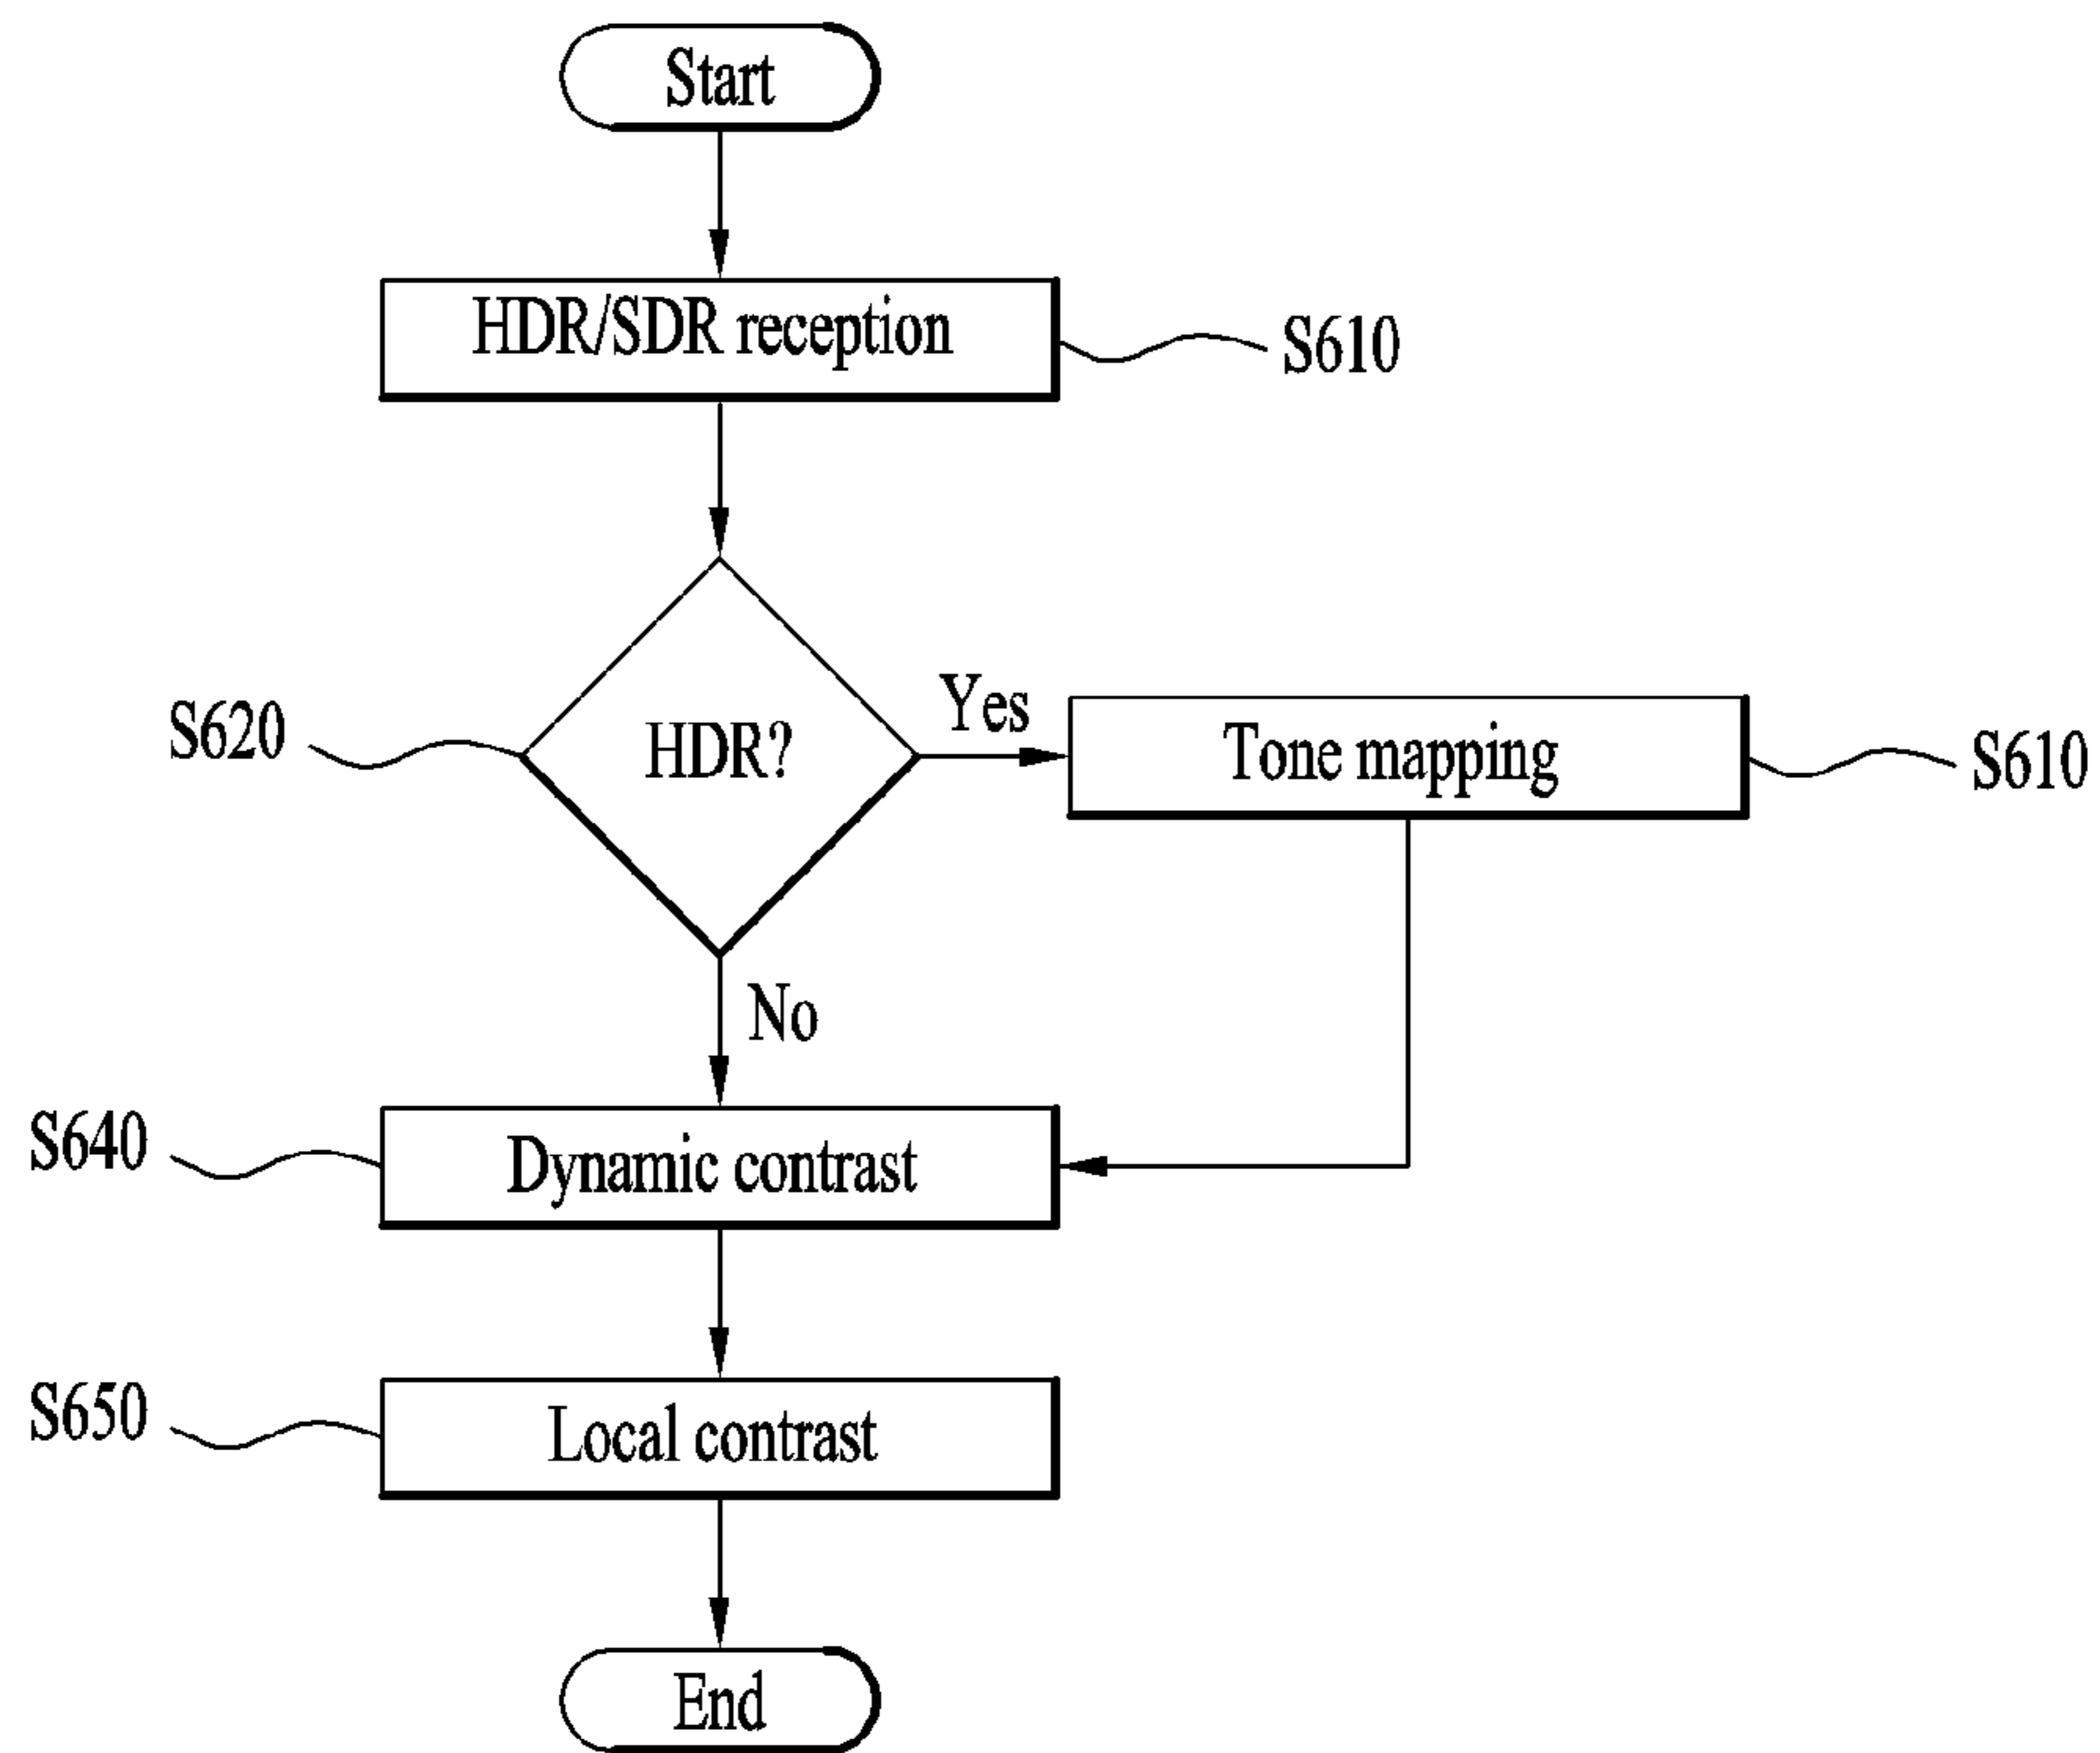 Start
HDR/SDR reception
S610
S620
HDR?
Yes
Tone mapping
S610
No
S640
Dynamic contrast
S650
Local contrast
End